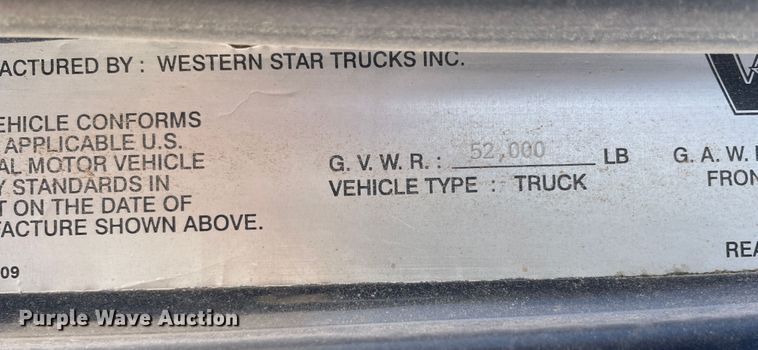 ACTURED BY : WESTERN STAR TRUCKS INC.
EHICLE CONFORMS
APPLICABLE U.S.
AL MOTOR VEHICLE
Y STANDARDS IN
T ON THE DATE OF
FACTURE SHOWN ABOVE.
09
G. V. W. R. : 52,000 LB
VEHICLE TYPE : TRUCK
G. A. W. 
FRON
REA
Purple Wave Auction